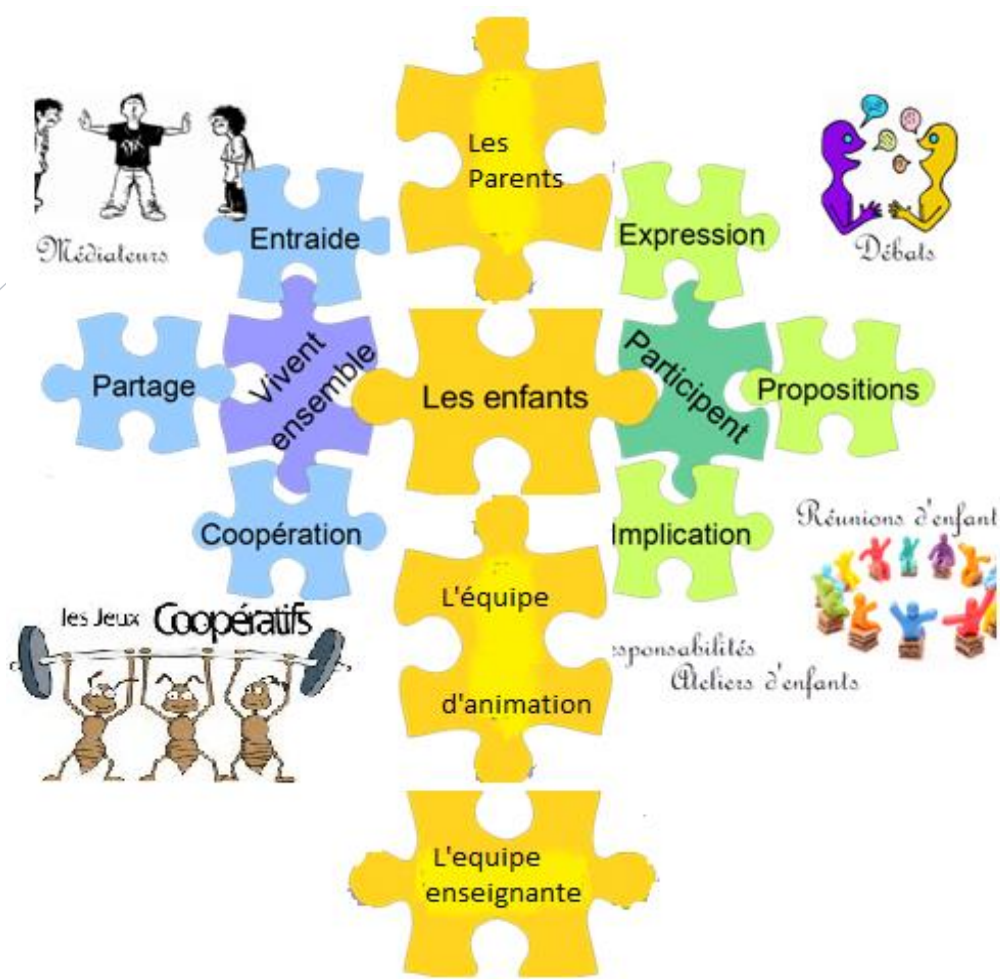 Les
Parents
Médiateurs
Entraide
Expression
Débats
Partage
Vivent
ensemble
Les enfants
Participent
Propositions
Coopération
Implication
Réunions d'enfant
les Jeux Coopératifs
L'équipe
d'animation
esponsabilités
Ateliers d'enfants
L'equipe
enseignante